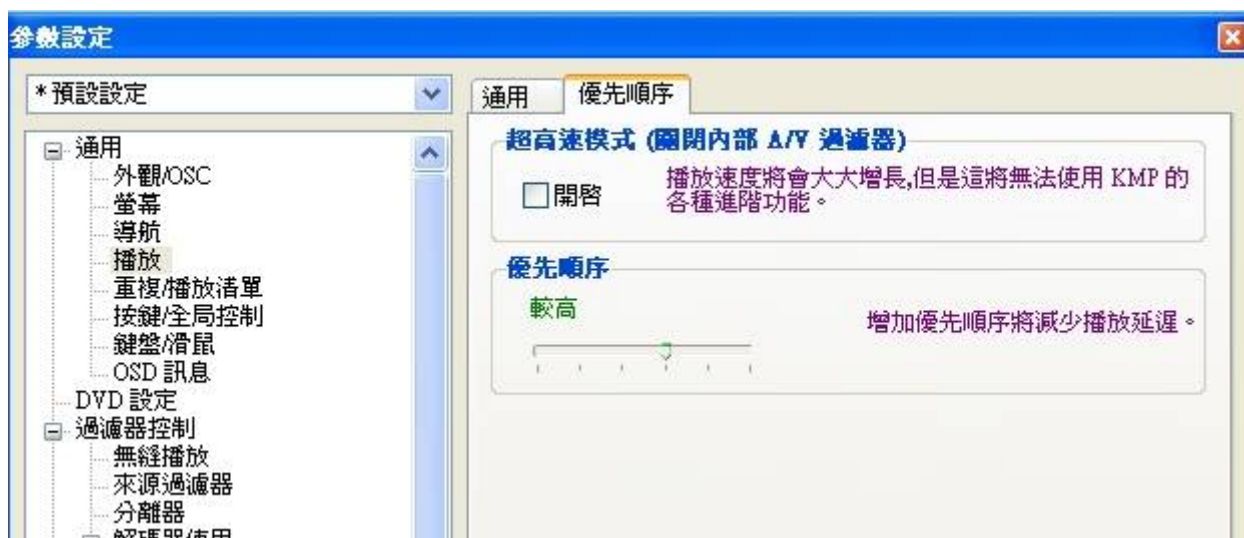 參數設定
*預設設定
通用
外觀/OSC
螢幕
導航
播放
重複/播放清單
按鍵/全局控制
鍵盤/滑鼠
OSD 訊息
DVD 設定
過濾器控制
無縫播放
來源過濾器
分離器
解碼器使用
通用
優先順序
超高速模式 (關閉內部 A/V 過濾器)
開啓
播放速度將會大大增長,但是這將無法使用 KMP 的
各種進階功能。
優先順序
較高
增加優先順序將減少播放延遲。